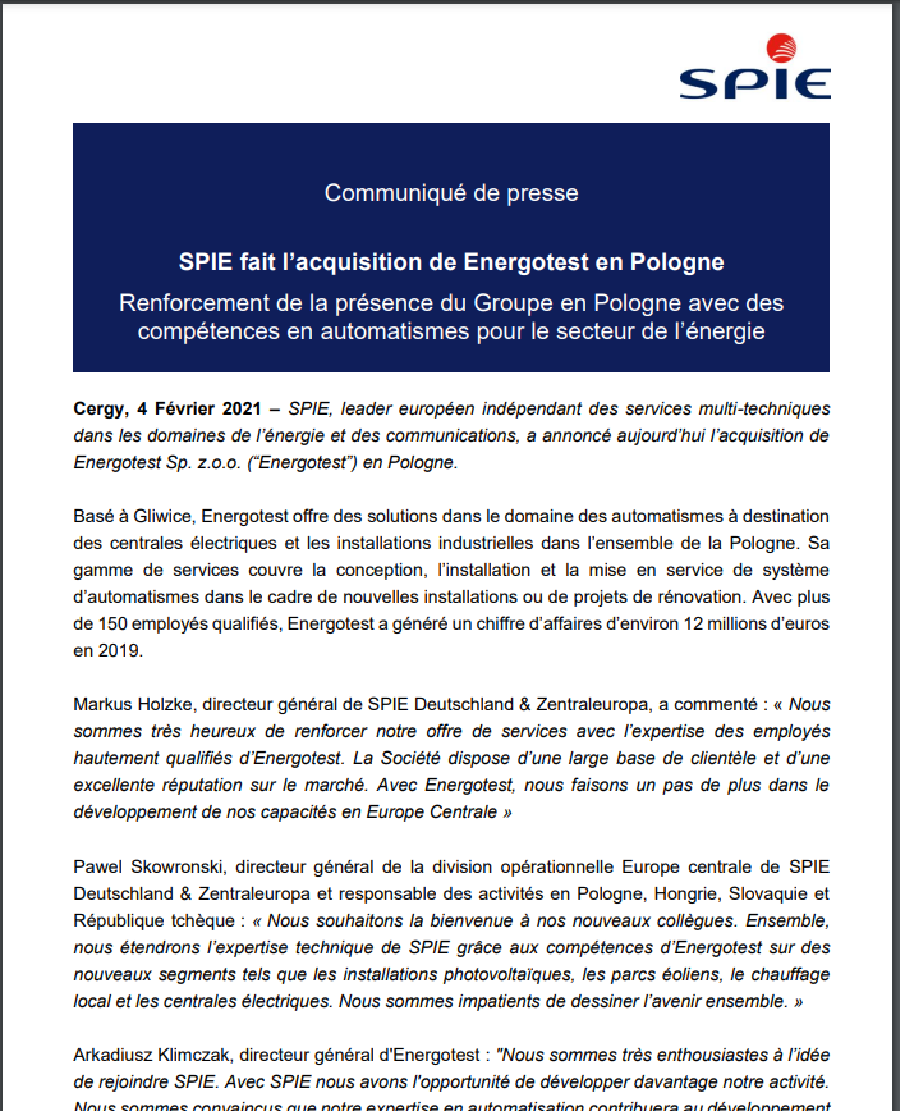 SPIE
Communiqué de presse
SPIE fait l’acquisition de Energotest en Pologne
Renforcement de la présence du Groupe en Pologne avec des
compétences en automatismes pour le secteur de l’énergie
Cergy, 4 Février 2021 – SPIE, leader européen indépendant des services multi-techniques
dans les domaines de l’énergie et des communications, a annoncé aujourd’hui l’acquisition de
Energotest Sp. z.o.o. (“Energotest”) en Pologne.
Basé à Gliwice, Energotest offre des solutions dans le domaine des automatismes à destination
des centrales électriques et les installations industrielles dans l’ensemble de la Pologne. Sa
gamme de services couvre la conception, l’installation et la mise en service de système
d’automatismes dans le cadre de nouvelles installations ou de projets de rénovation. Avec plus
de 150 employés qualifiés, Energotest a généré un chiffre d’affaires d’environ 12 millions d’euros
en 2019.
Markus Holzke, directeur général de SPIE Deutschland & Zentraleuropa, a commenté : « Nous
sommes très heureux de renforcer notre offre de services avec l’expertise des employés
hautement qualifiés d’Energotest. La Société dispose d’une large base de clientèle et d’une
excellente réputation sur le marché. Avec Energotest, nous faisons un pas de plus dans le
développement de nos capacités en Europe Centrale »
Pawel Skowronski, directeur général de la division opérationnelle Europe centrale de SPIE
Deutschland & Zentraleuropa et responsable des activités en Pologne, Hongrie, Slovaquie et
République tchèque : « Nous souhaitons la bienvenue à nos nouveaux collègues. Ensemble,
nous étendrons l’expertise technique de SPIE grâce aux compétences d’Energotest sur des
nouveaux segments tels que les installations photovoltaïques, les parcs éoliens, le chauffage
local et les centrales électriques. Nous sommes impatients de dessiner l’avenir ensemble. »
Arkadiusz Klimczak, directeur général d'Energotest : "Nous sommes très enthousiastes à l’idée
de rejoindre SPIE. Avec SPIE nous avons l'opportunité de développer davantage notre activité.
Nous sommes convaincus que notre expertise en automatisation contribuera au développement